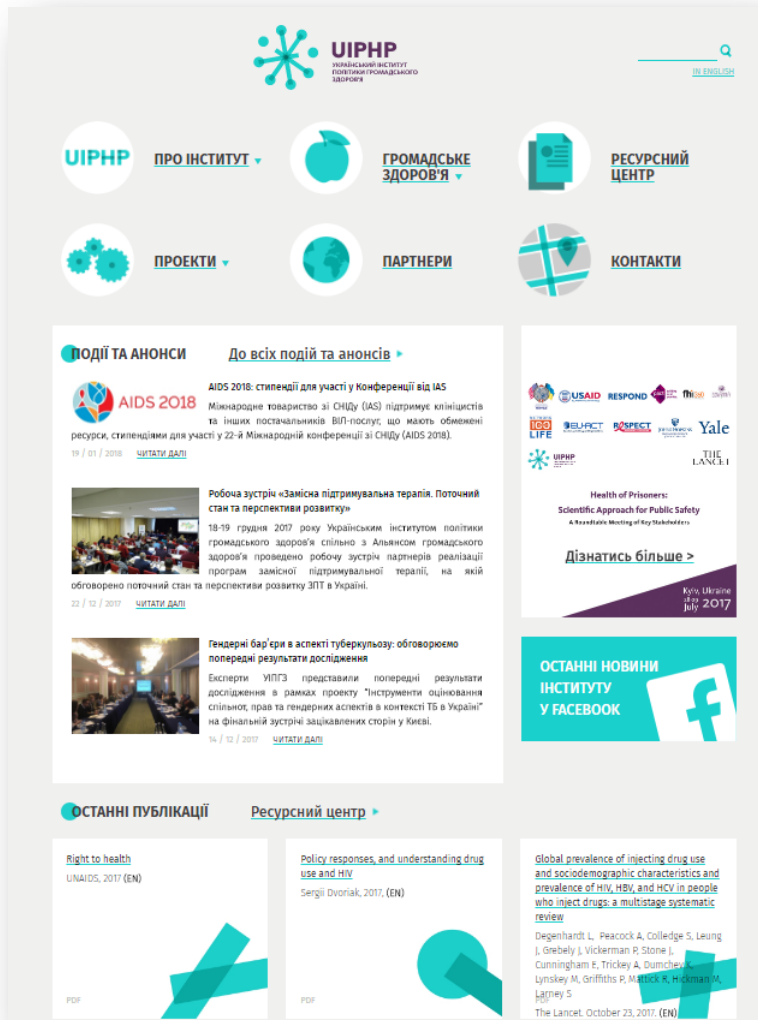 UIPHP
УКРАЇНСЬКИЙ ІНСТИТУТ
ПОЛІТИКИ ГРОМАДСЬКОГО
ЗДОРОВ'Я
IN ENGLISH
UIPHP
ПРО ІНСТИТУТ
ГРОМАДСЬКЕ
ЗДОРОВ'Я
РЕСУРСНИЙ
ЦЕНТР
ПРОЕКТИ
ПАРТНЕРИ
КОНТАКТИ
ПОДІЇ ТА АНОНСИ
До всіх подій та анонсів
AIDS 2018
AIDS 2018: стипендії для участі у Конференції від IAS
Міжнародне товариство зі СНІДу (IAS) підтримує клініцистів
та інших постачальників ВІЛ-послуг, що мають обмежені
ресурси, стипендіями для участі у 22-й Міжнародній конференції зі СНІДу (AIDS 2018).
19 / 01 / 2018 ЧИТАТИ ДАЛІ
Робоча зустріч «Замісна підтримувальна терапія. Поточний
стан та перспективи розвитку»
18-19 грудня 2017 року Українським інститутом політики
громадського здоров'я спільно з Альянсом громадського
здоров'я проведено робочу зустріч партнерів реалізації
програм замісної підтримувальної терапії, на якій
обговорено поточний стан та перспективи розвитку ЗПТ в Україні.
22 / 12 / 2017 ЧИТАТИ ДАЛІ
Гендерні бар'єри в аспекті туберкульозу: обговорюємо
попередні результати дослідження
Експерти УІПГЗ представили попередні результати
дослідження в рамках проекту "Інструменти оцінювання
спільнот, прав та гендерних аспектів в контексті ТБ в Україні"
на фінальній зустрічі зацікавлених сторін у Києві.
14 / 12 / 2017 ЧИТАТИ ДАЛІ
USAID RESPOND fhi360
100 LIFE EU-ACT RESPECT Yale
UIPHP THE
LANCET
Health of Prisoners:
Scientific Approach for Public Safety
A Roundtable Meeting of Key Stakeholders
Дізнатись більше >
Kyiv, Ukraine
July 2017
ОСТАННІ НОВИНИ
ІНСТИТУТУ
У FACEBOOK
ОСТАННІ ПУБЛІКАЦІЇ
Ресурсний центр
Right to health
UNAIDS, 2017 (EN)
PDF
Policy responses, and understanding drug
use and HIV
Sergii Dvoriak, 2017, (EN)
PDF
Global prevalence of injecting drug use
and sociodemographic characteristics and
prevalence of HIV, HBV, and HCV in people
who inject drugs: a multistage systematic
review
Degenhardt L, Peacock A, Colledge S, Leung
J, Grebely J, Vickerman P, Stone J,
Cunningham E, Trickey A, Dumchev K,
Lynskey M, Griffiths P, Mattick R, Hickman M,
Larney S
PDF
The Lancet. October 23, 2017. (EN)